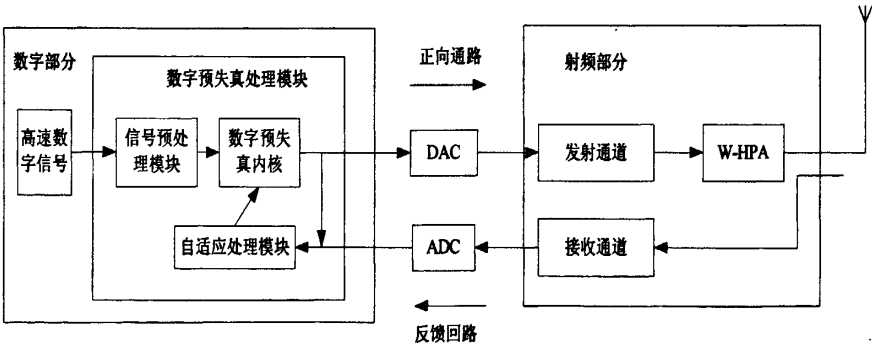 数字部分
数字预失真处理模块
高速数
字信号
信号预处
理模块
数字预失
真内核
自适应处理模块
正向通路
DAC
ADC
反馈回路
射频部分
发射通道
W-HPA
接收通道